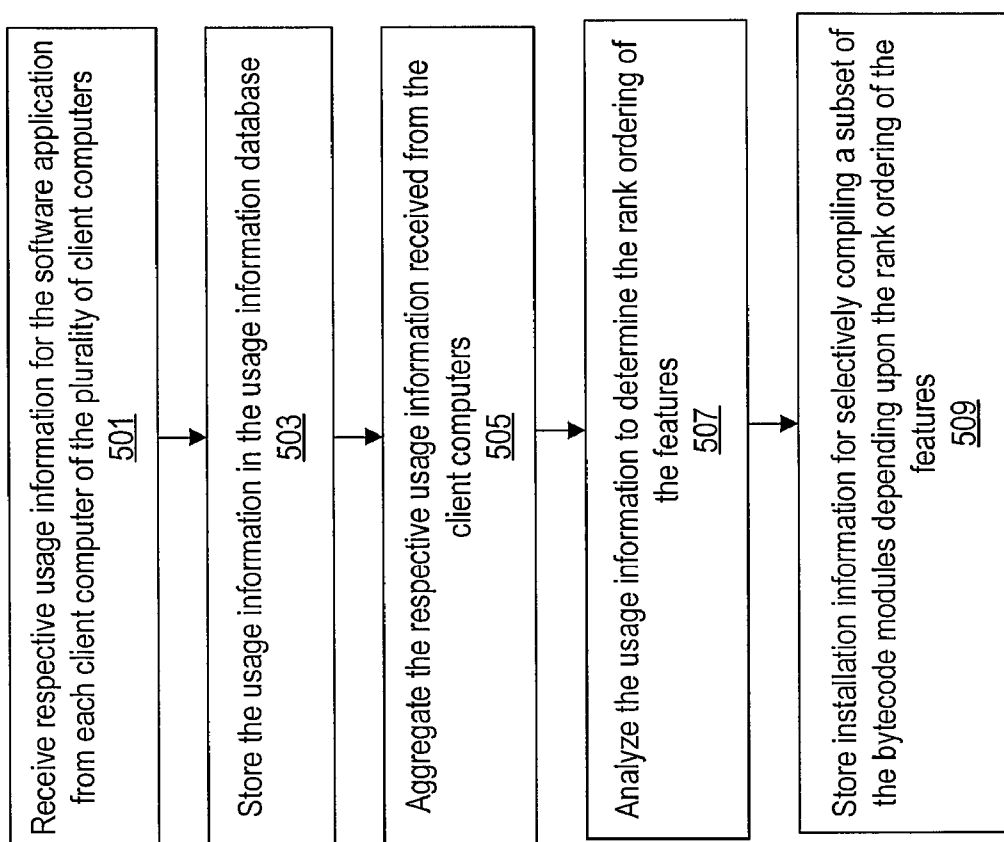 Receive respective usage information for the software application
from each client computer of the plurality of client computers
501
Store the usage information in the usage information database
503
Aggregate the respective usage information received from the
client computers
505
Analyze the usage information to determine the rank ordering of
the features
507
Store installation information for selectively compiling a subset of
the bytecode modules depending upon the rank ordering of the
features
509